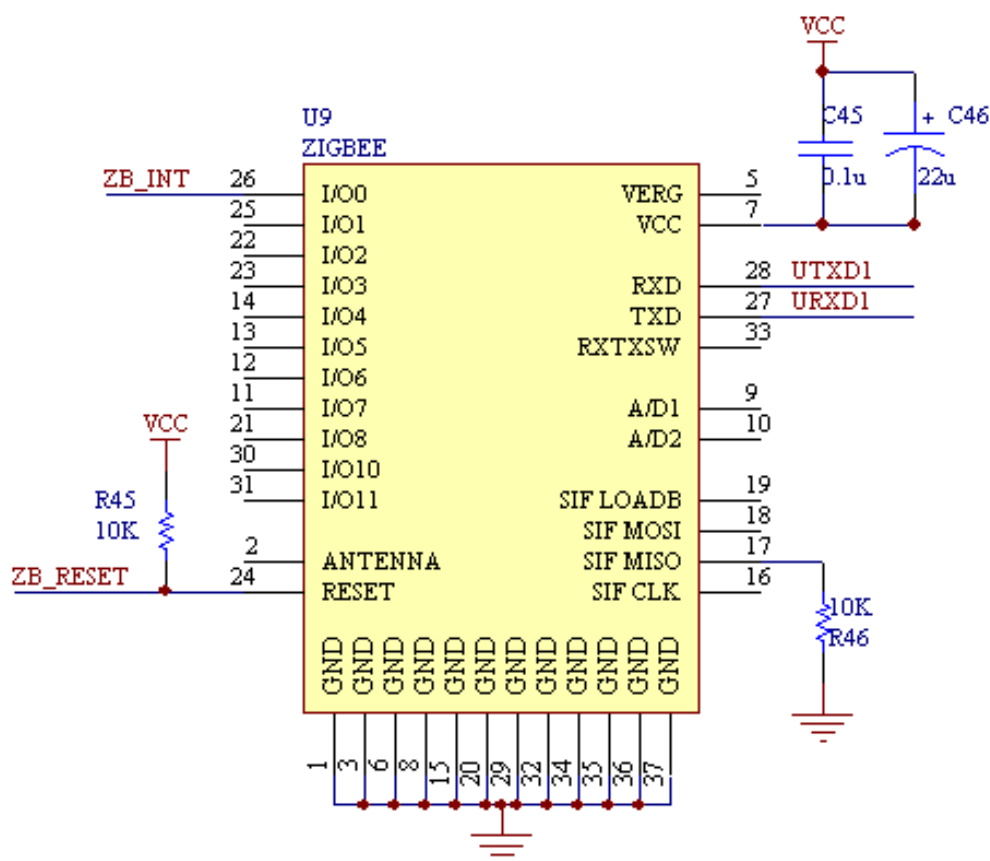 VCC
C45
+ C46
0.1u
22u
U9
ZIGBEE
ZB_INT 26 I/O0 VERG 5
25 I/O1 VCC 7
22 I/O2
23 I/O3 RXD 28 UTXD1
14 I/O4 TXD 27 URXD1
13 I/O5 RXTXSW 33
12 I/O6
11 I/O7 A/D1 9
21 I/O8 A/D2 10
30 I/O10
31 I/O11 SIF LOADB 19
SIF MOSI 18
2 ANTENNA SIF MISO 17
ZB_RESET 24 RESET SIF CLK 16
VCC
R45
10K
10K
R46
GND GND GND GND GND GND GND GND GND GND GND GND
1 3 6 8 15 20 29 32 34 35 36 37